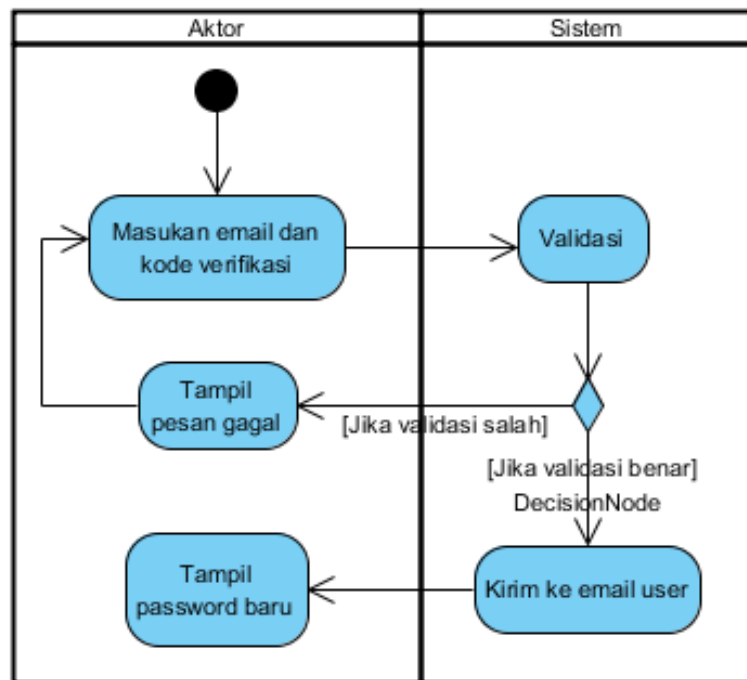 Aktor
Sistem
Masukan email dan
kode verifikasi
Validasi
Tampil
pesan gagal
[Jika validasi salah]
[Jika validasi benar]
DecisionNode
Tampil
password baru
Kirim ke email user